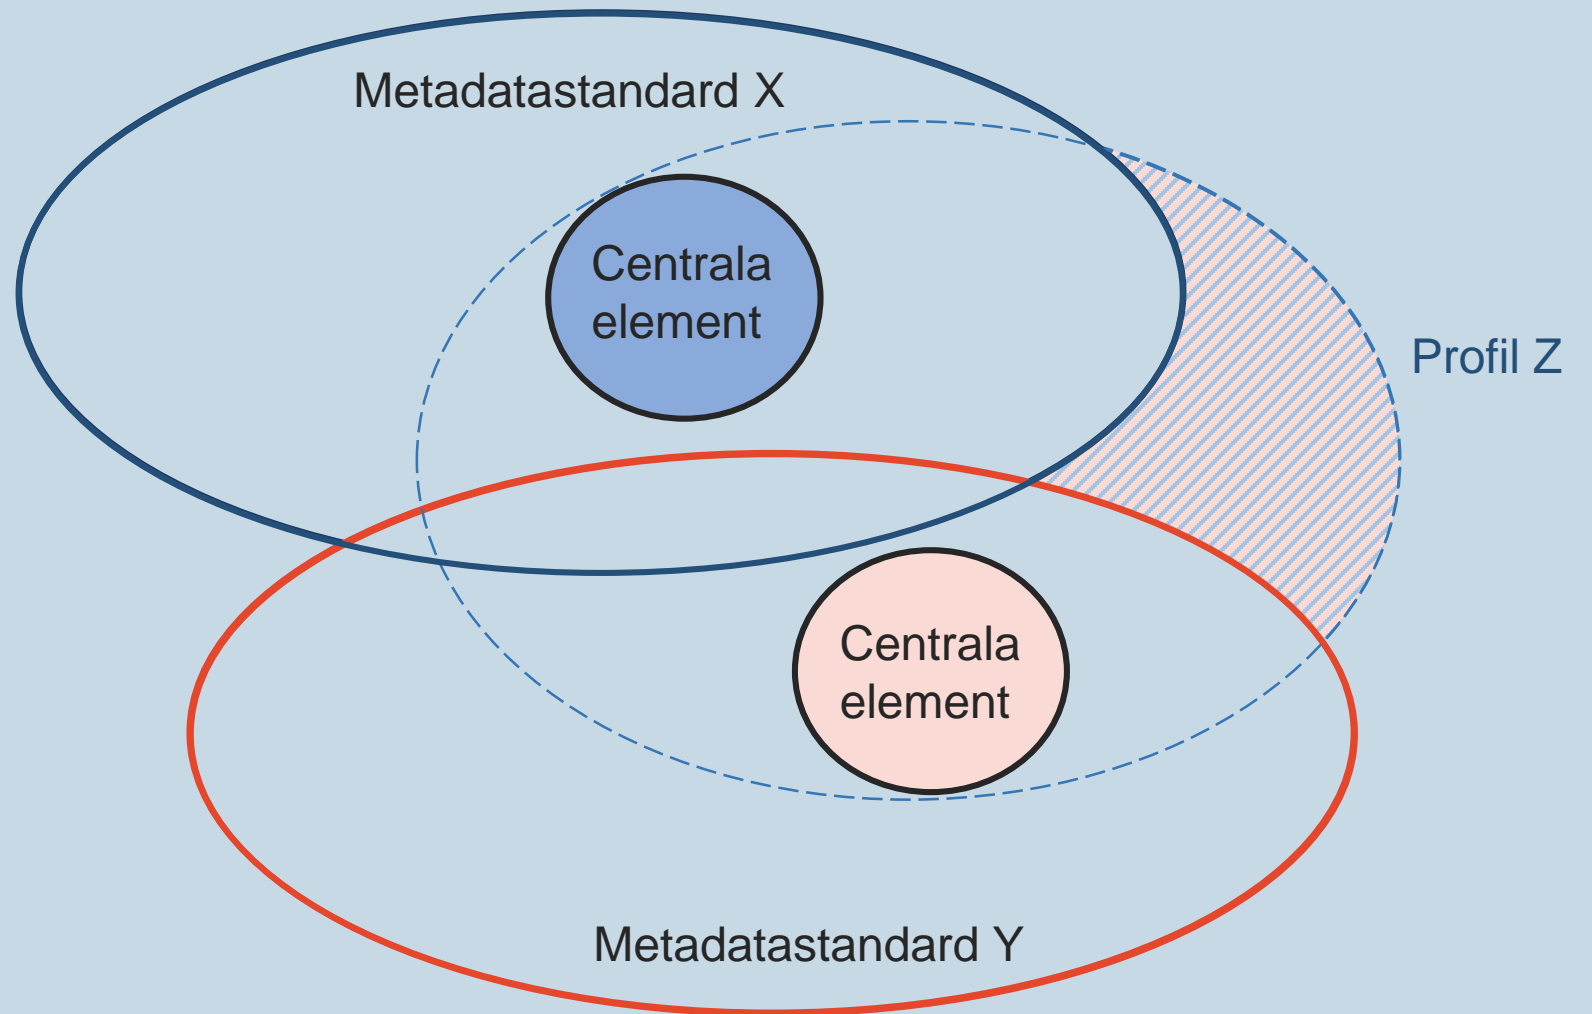 Metadatastandard X
Centrala
element
Profil Z
Centrala
element
Metadatastandard Y